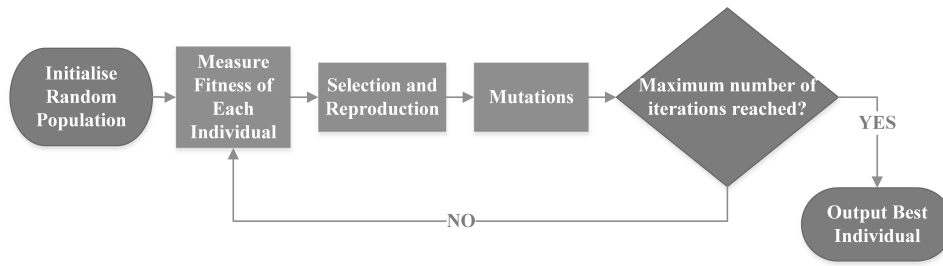 Initialise
Random
Population
Measure
Fitness of
Each
Individual
Selection and
Reproduction
Mutations
Maximum number of
iterations reached?
YES
NO
Output Best
Individual